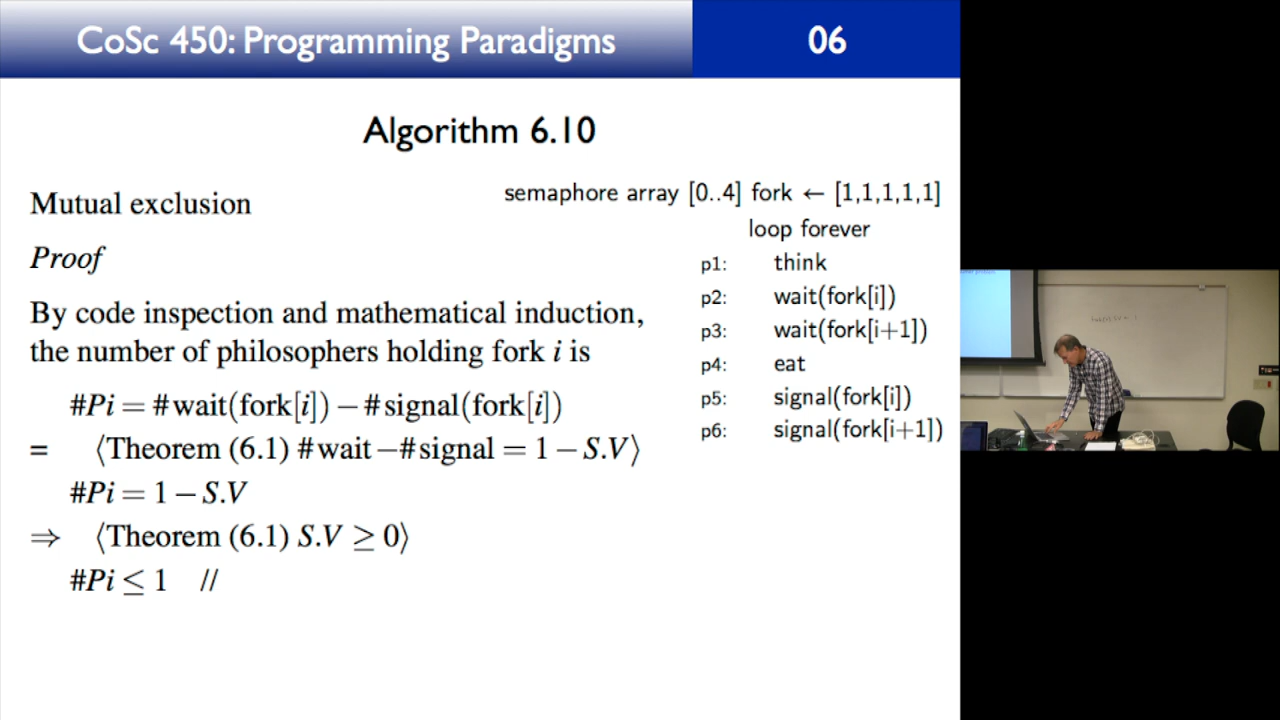 CoSc 450: Programming Paradigms
06
Algorithm 6.10
Mutual exclusion
Proof
By code inspection and mathematical induction,
the number of philosophers holding fork i is
#Pi = #wait(fork[i]) − #signal(fork[i])
= ⟨Theorem (6.1) #wait − #signal = 1 − S.V⟩
#Pi = 1 − S.V
⇒ ⟨Theorem (6.1) S.V ≥ 0⟩
#Pi ≤ 1 //
semaphore array [0..4] fork ← [1,1,1,1,1]
loop forever
p1: think
p2: wait(fork[i])
p3: wait(fork[i+1])
p4: eat
p5: signal(fork[i])
p6: signal(fork[i+1])